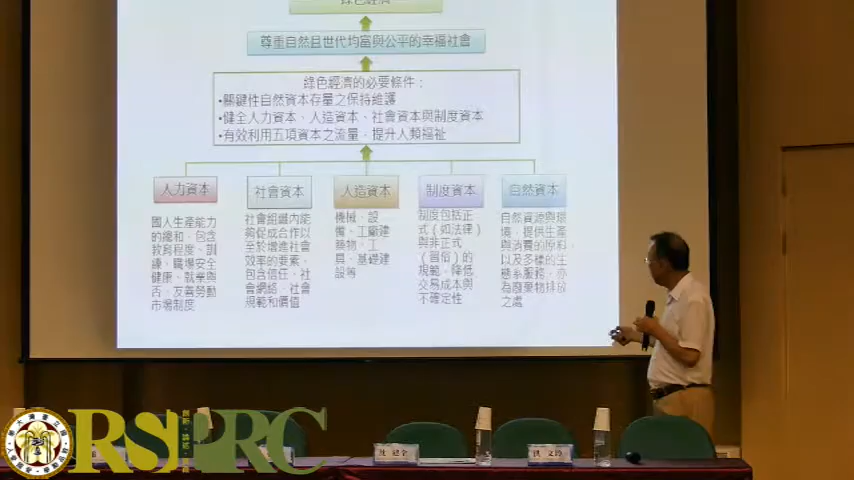 綠色經濟
尊重自然且世代均富與公平的幸福社會
綠色經濟的必要條件：
•關鍵性自然資本存量之保持維護
•健全人力資本、人造資本、社會資本與制度資本
•有效利用五項資本之流量，提升人類福祉
人力資本
國人生產能力
的總和，包含
教育程度、訓
練、職場安全
健康、就業與
否、友善勞動
市場制度
社會資本
社會組織內能
夠促成合作以
至於增進社會
效率的要素，
包含信任、社
會網絡、社會
規範和價值
人造資本
機械、設
備、工廠建
築物、工
具、基礎建
設等
制度資本
制度包括正
式（如法律）
與非正式
（習俗）的
規範，降低
交易成本與
不確定性
自然資本
自然資源與環
境，提供生產
與消費的原料，
以及多樣的生
態系服務，亦
為廢棄物排放
之處
RSPRC